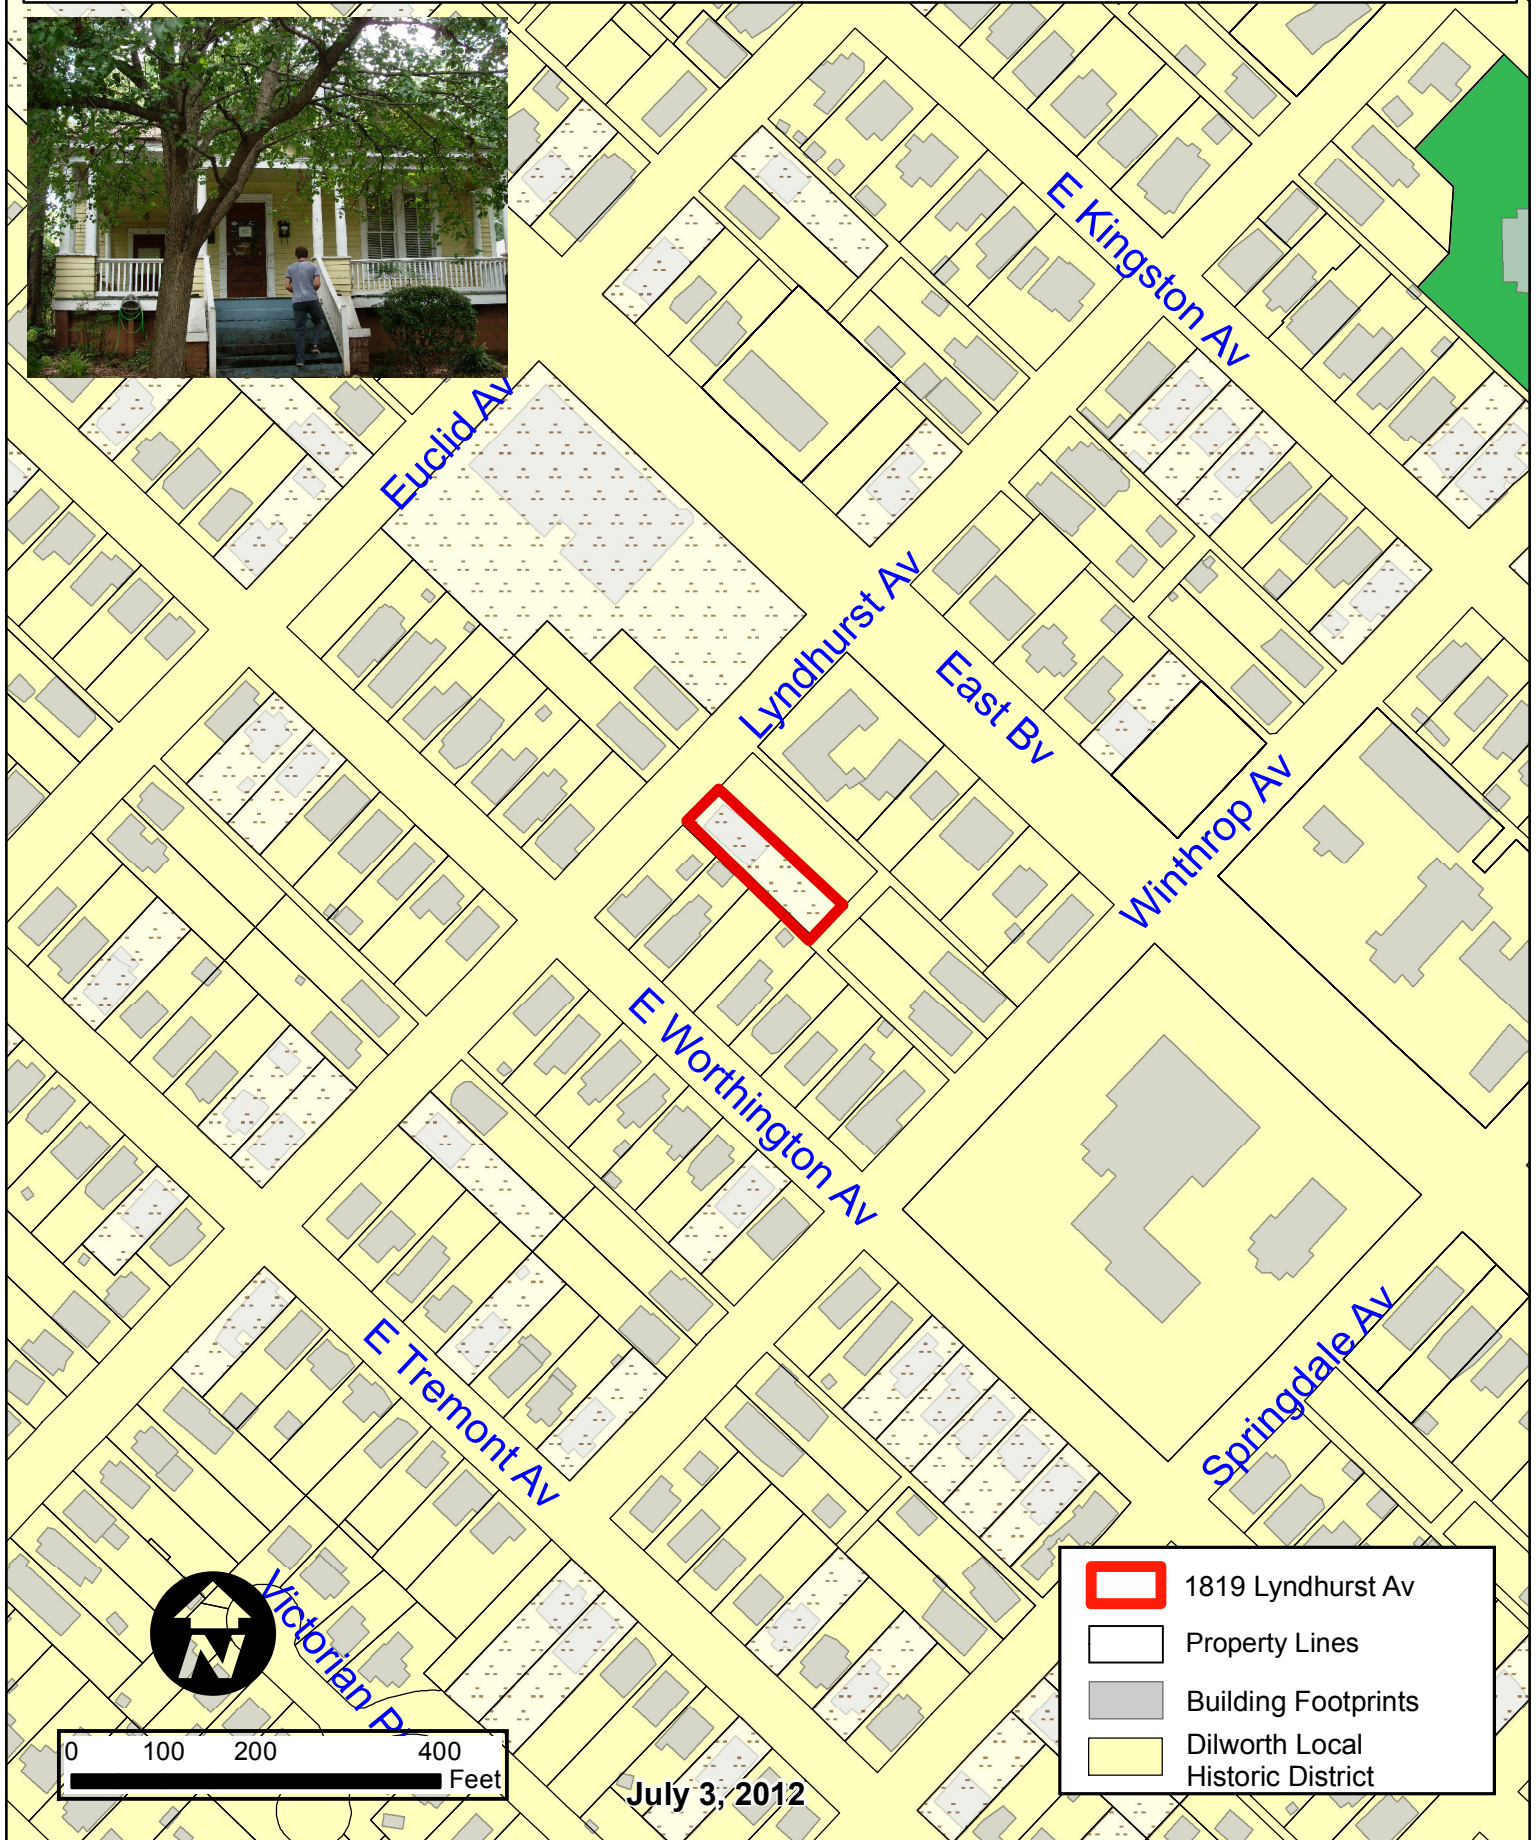 E Kingston Av
Euclid Av
Lyndhurst Av
East Bv
Winthrop Av
E Worthington Av
Springdale Av
E Tremont Av
Victorian
N
1819 Lyndhurst Av
Property Lines
Building Footprints
Dilworth Local
Historic District
0 100 200 400
Feet
July 3, 2012